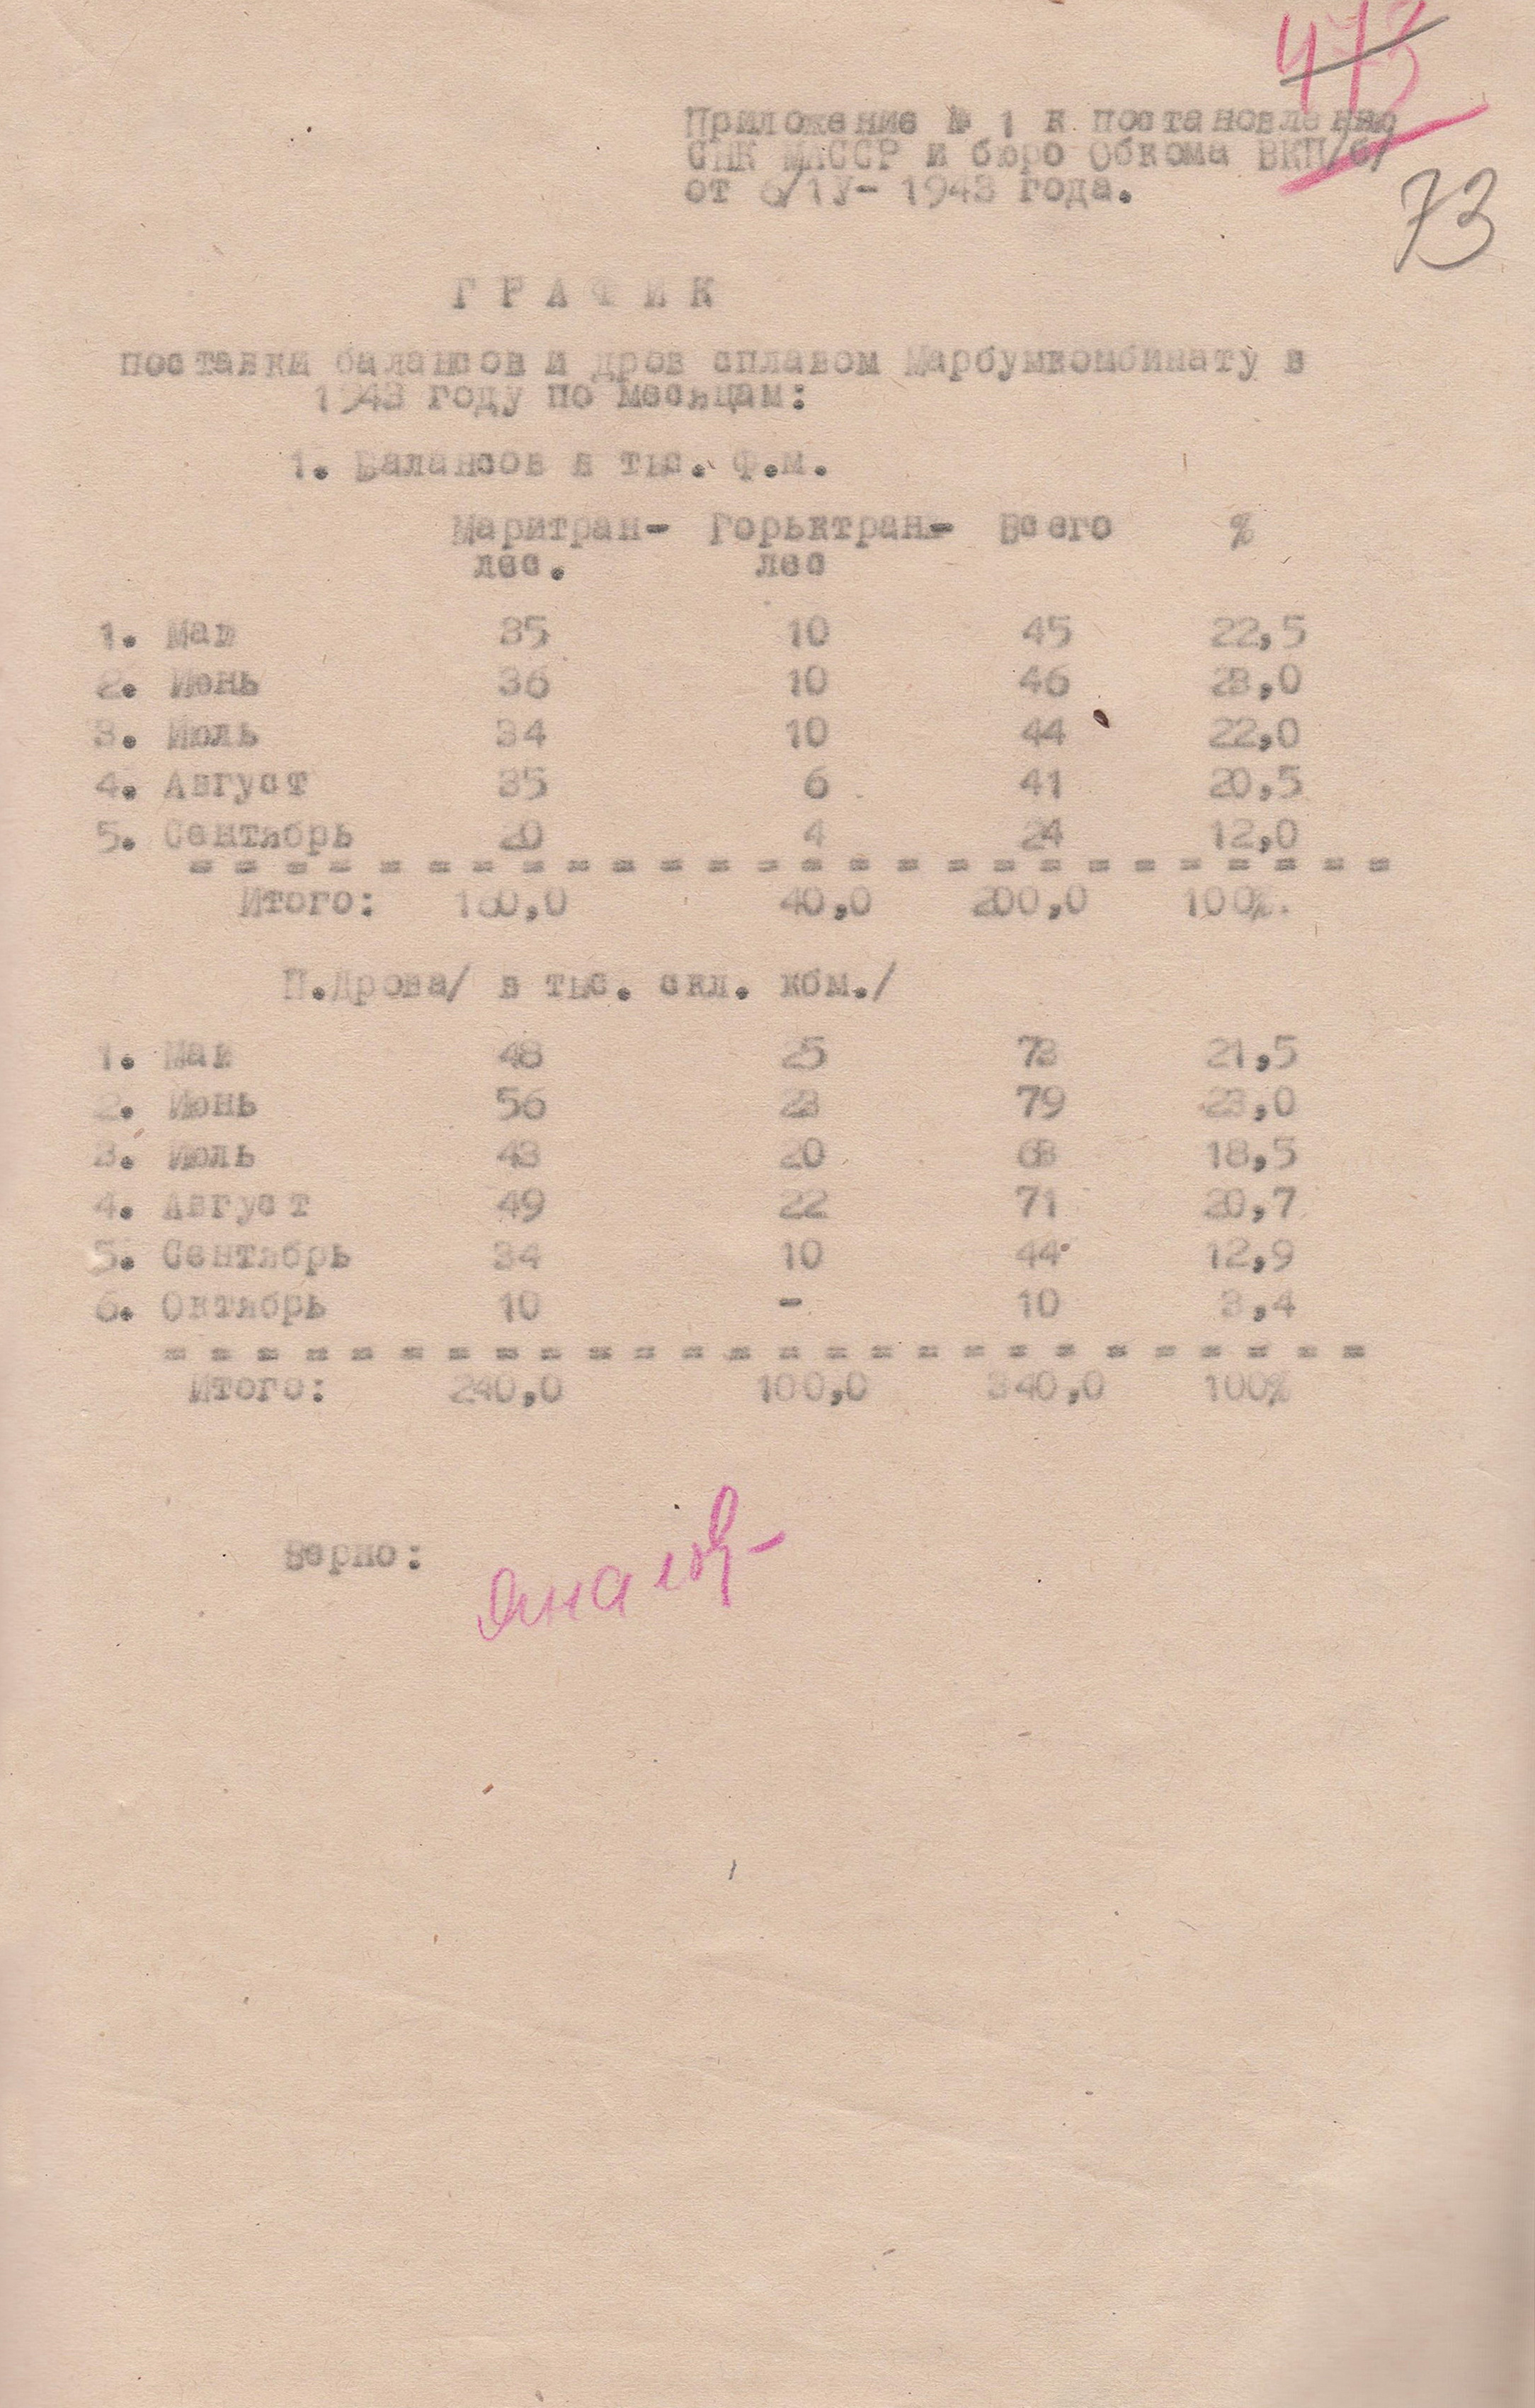 473
Приложение № 1 к постановлению
СНК МАССР и бюро Обкома ВКП/б/
от 6/1У- 1943 года.
73
Г Р А Ф И К
поставки балансов и дров сплавом Марбумкомбинату в
1943 году по месяцам:
1. Балансов в тыс. ф.м.
Маритран- Горьктран- Всего %
лес. лес
1. Май 35 10 45 22,5
2. Июнь 36 10 46 23,0
3. Июль 34 10 44 22,0
4. Август 35 6 41 20,5
5. Сентябрь 20 4 24 12,0
= = = = = = = = = = = = = = = = = = = = = = = = = =
Итого: 160,0 40,0 200,0 100%.
П.Дрова/ в тыс. скл. кбм./
1. Май 48 25 73 21,5
2. Июнь 56 23 79 23,0
3. Июль 43 20 63 18,5
4. Август 49 22 71 20,7
5. Сентябрь 34 10 44 12,9
6. Октябрь 10 - 10 3,4
= = = = = = = = = = = = = = = = = = = = = = = = = =
Итого: 240,0 100,0 340,0 100%
Верно: